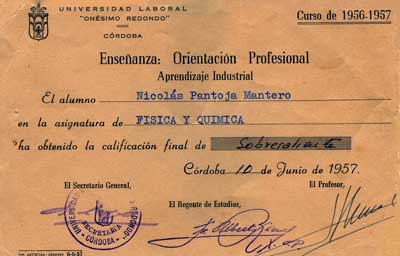 UNIVERSIDAD LABORAL
"ONÉSIMO REDONDO"
CÓRDOBA
Curso de 1956-1957
Enseñanza: Orientación Profesional
Aprendizaje Industrial
El alumno Nicolás Pantoja Mantero
en la asignatura de FISICA Y QUIMICA
ha obtenido la calificación final de Sobresaliente
Córdoba 10 de Junio de 1957.
El Secretario General,
El Regente de Estudios,
El Profesor,
SECRETARIA
CÓRDOBA